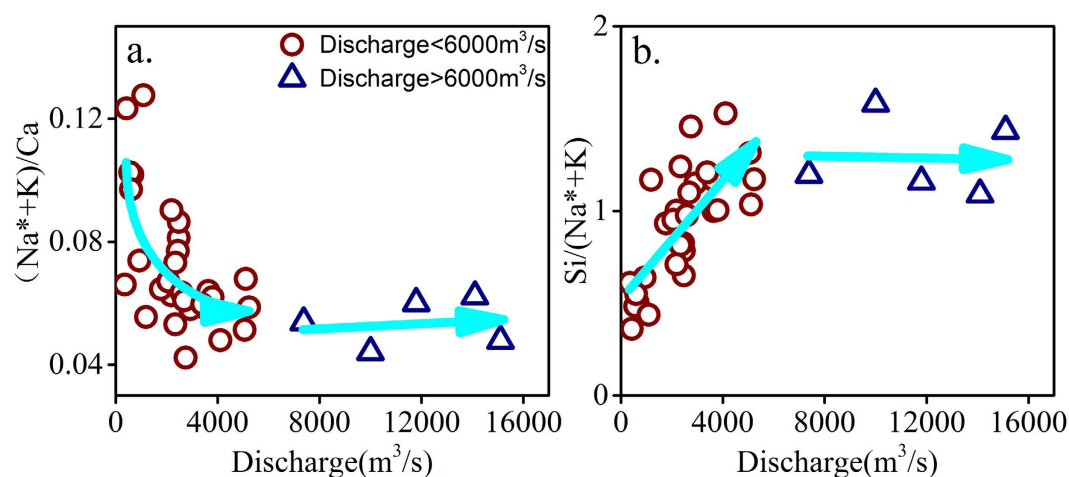 a.
Discharge<6000m³/s
Discharge>6000m³/s
0.12
0.08
0.04
(Na*+K)/Ca
0
4000
8000
12000
16000
Discharge(m³/s)
b.
2
1
0
Si/(Na*+K)
0
4000
8000
12000
16000
Discharge(m³/s)